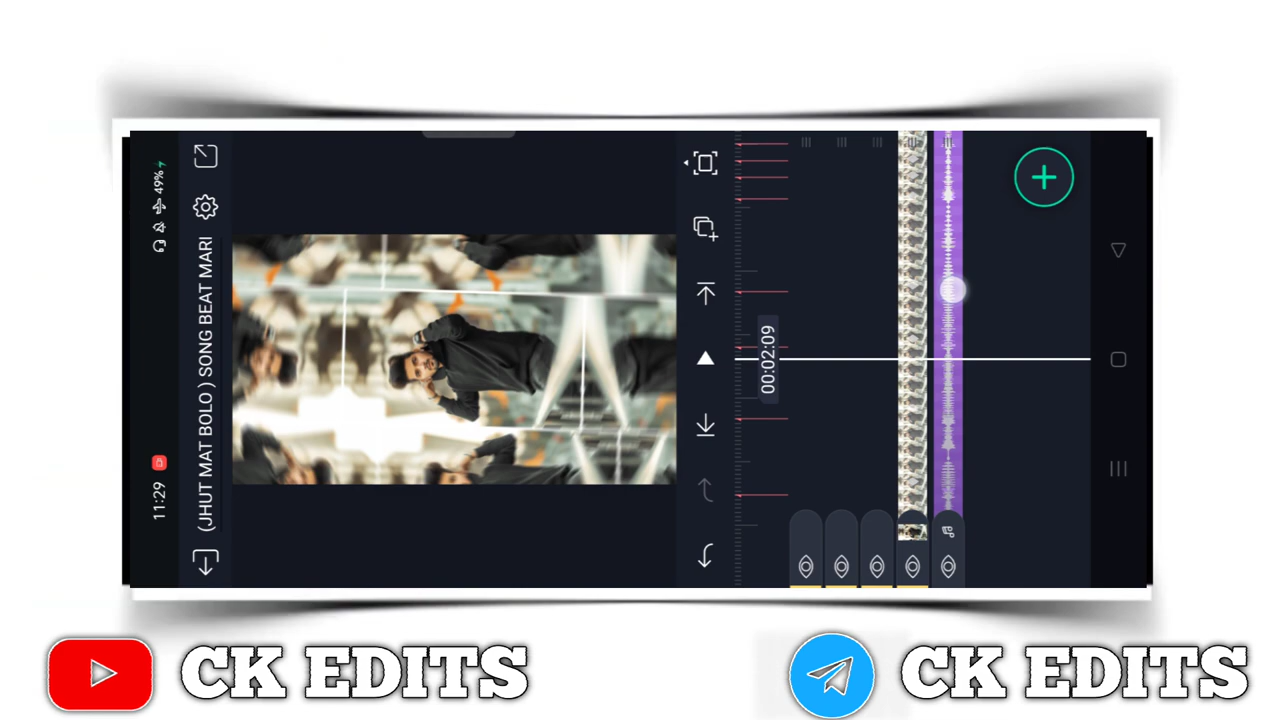 11:29
49%
(JHUT MAT BOLO ) SONG BEAT MARI
00:02:09
CK EDITS
CK EDITS